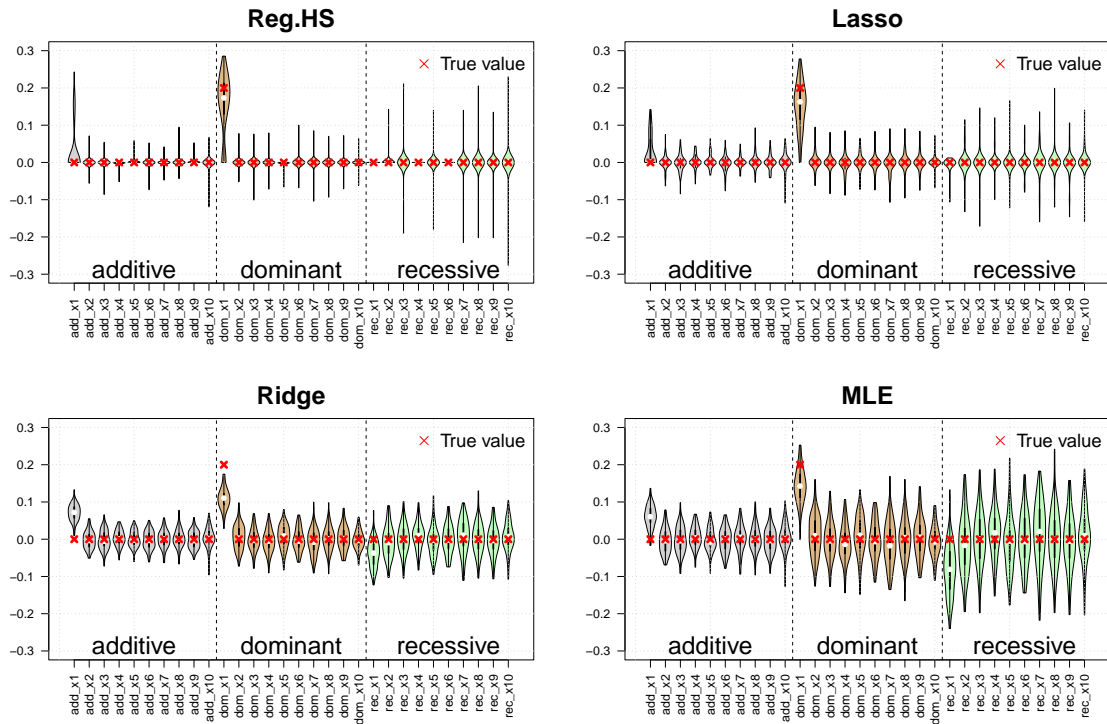 Reg.HS
0.3
0.2
0.1
0.0
−0.1
−0.2
−0.3
× True value
additive
dominant
recessive
add_x1
add_x2
add_x3
add_x4
add_x5
add_x6
add_x7
add_x8
add_x9
add_x10
dom_x1
dom_x2
dom_x3
dom_x4
dom_x5
dom_x6
dom_x7
dom_x8
dom_x9
dom_x10
rec_x1
rec_x2
rec_x3
rec_x4
rec_x5
rec_x6
rec_x7
rec_x8
rec_x9
rec_x10
Lasso
0.3
0.2
0.1
0.0
−0.1
−0.2
−0.3
× True value
additive
dominant
recessive
add_x1
add_x2
add_x3
add_x4
add_x5
add_x6
add_x7
add_x8
add_x9
add_x10
dom_x1
dom_x2
dom_x3
dom_x4
dom_x5
dom_x6
dom_x7
dom_x8
dom_x9
dom_x10
rec_x1
rec_x2
rec_x3
rec_x4
rec_x5
rec_x6
rec_x7
rec_x8
rec_x9
rec_x10
Ridge
0.3
0.2
0.1
0.0
−0.1
−0.2
−0.3
× True value
additive
dominant
recessive
add_x1
add_x2
add_x3
add_x4
add_x5
add_x6
add_x7
add_x8
add_x9
add_x10
dom_x1
dom_x2
dom_x3
dom_x4
dom_x5
dom_x6
dom_x7
dom_x8
dom_x9
dom_x10
rec_x1
rec_x2
rec_x3
rec_x4
rec_x5
rec_x6
rec_x7
rec_x8
rec_x9
rec_x10
MLE
0.3
0.2
0.1
0.0
−0.1
−0.2
−0.3
× True value
additive
dominant
recessive
add_x1
add_x2
add_x3
add_x4
add_x5
add_x6
add_x7
add_x8
add_x9
add_x10
dom_x1
dom_x2
dom_x3
dom_x4
dom_x5
dom_x6
dom_x7
dom_x8
dom_x9
dom_x10
rec_x1
rec_x2
rec_x3
rec_x4
rec_x5
rec_x6
rec_x7
rec_x8
rec_x9
rec_x10